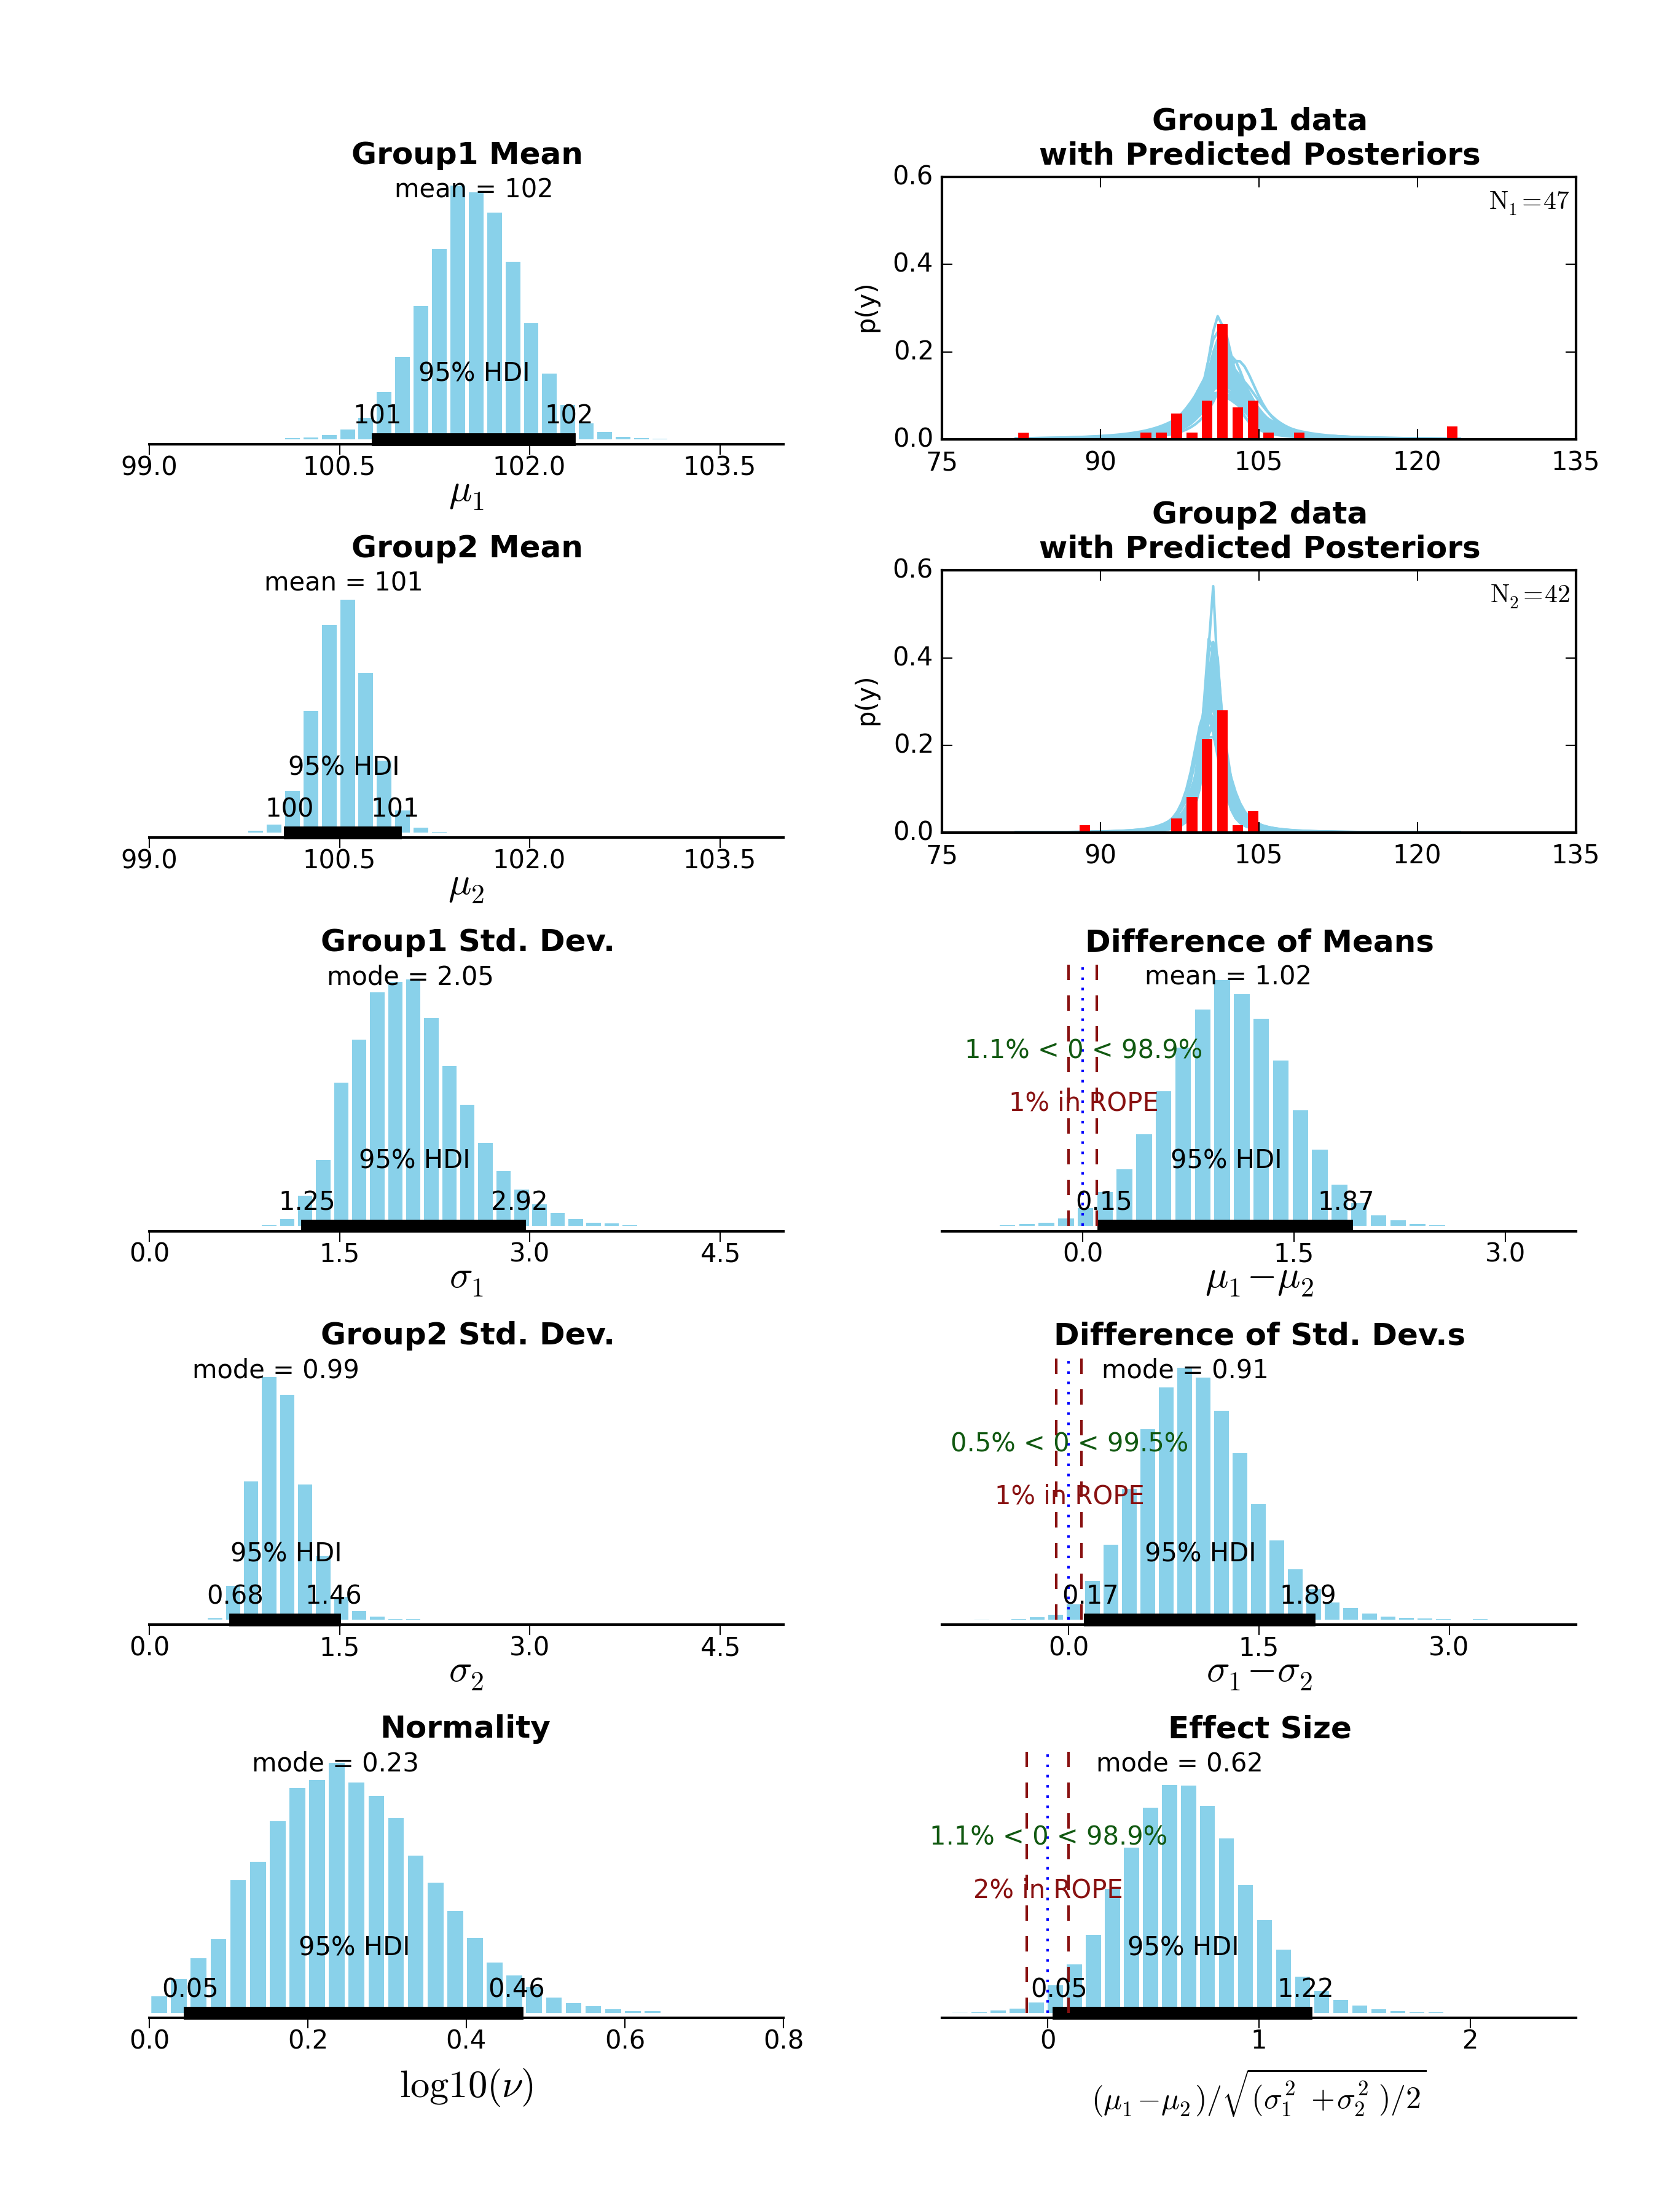 Group1 Mean
mean = 102
95% HDI
101 102
99.0 100.5 102.0 103.5
μ1
Group1 data
with Predicted Posteriors
N1=47
p(y)
0.6
0.4
0.2
0.0
75 90 105 120 135
Group2 Mean
mean = 101
95% HDI
100 101
99.0 100.5 102.0 103.5
μ2
Group2 data
with Predicted Posteriors
N2=42
p(y)
0.6
0.4
0.2
0.0
75 90 105 120 135
Group1 Std. Dev.
mode = 2.05
95% HDI
1.25 2.92
0.0 1.5 3.0 4.5
σ1
Difference of Means
mean = 1.02
1.1% < 0 < 98.9%
1% in ROPE
95% HDI
0.15 1.87
0.0 1.5 3.0
μ1−μ2
Group2 Std. Dev.
mode = 0.99
95% HDI
0.68 1.46
0.0 1.5 3.0 4.5
σ2
Difference of Std. Dev.s
mode = 0.91
0.5% < 0 < 99.5%
1% in ROPE
95% HDI
0.17 1.89
0.0 1.5 3.0
σ1−σ2
Normality
mode = 0.23
95% HDI
0.05 0.46
0.0 0.2 0.4 0.6 0.8
log10(ν)
Effect Size
mode = 0.62
1.1% < 0 < 98.9%
2% in ROPE
95% HDI
0.05 1.22
0 1 2
(μ1−μ2)/√(σ1²+σ2²)/2